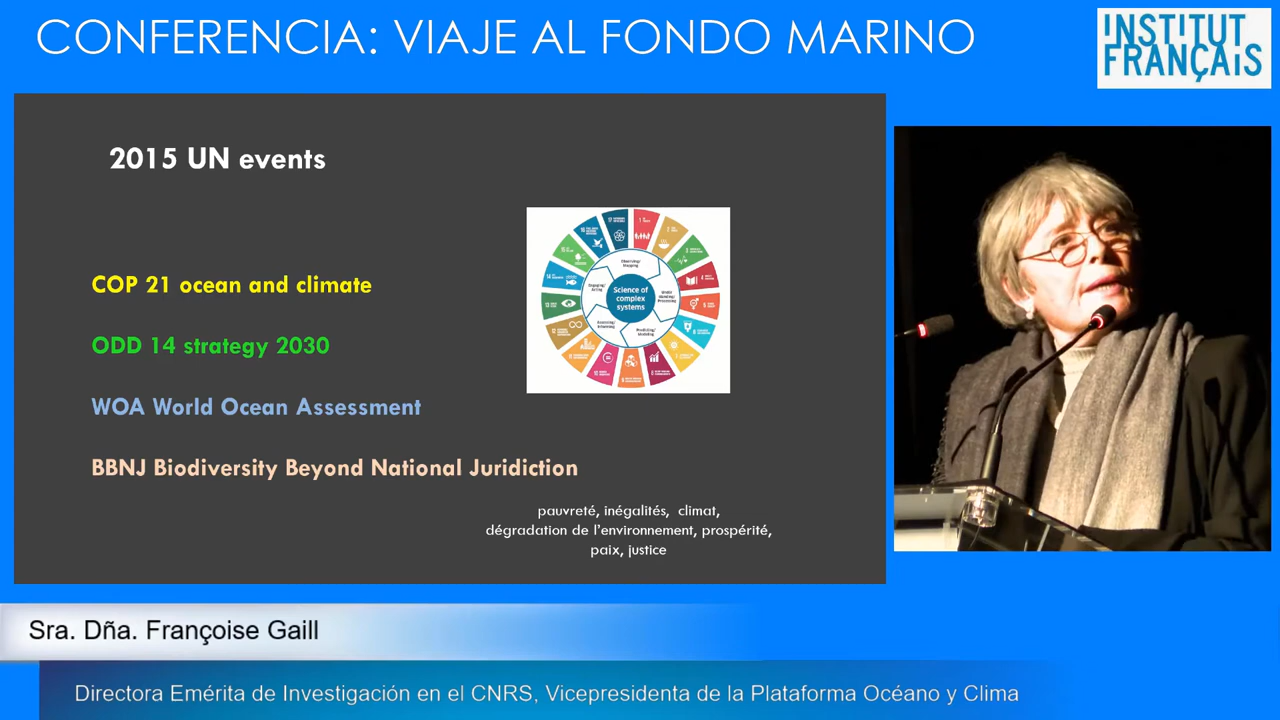 CONFERENCIA: VIAJE AL FONDO MARINO
INSTITUT
FRANÇAiS
2015 UN events
COP 21 ocean and climate
ODD 14 strategy 2030
WOA World Ocean Assessment
BBNJ Biodiversity Beyond National Juridiction
Science of
complex
systems
pauvreté, inégalités, climat,
dégradation de l'environnement, prospérité,
paix, justice
Sra. Dña. Françoise Gaill
Directora Emérita de Investigación en el CNRS, Vicepresidenta de la Plataforma Océano y Clima